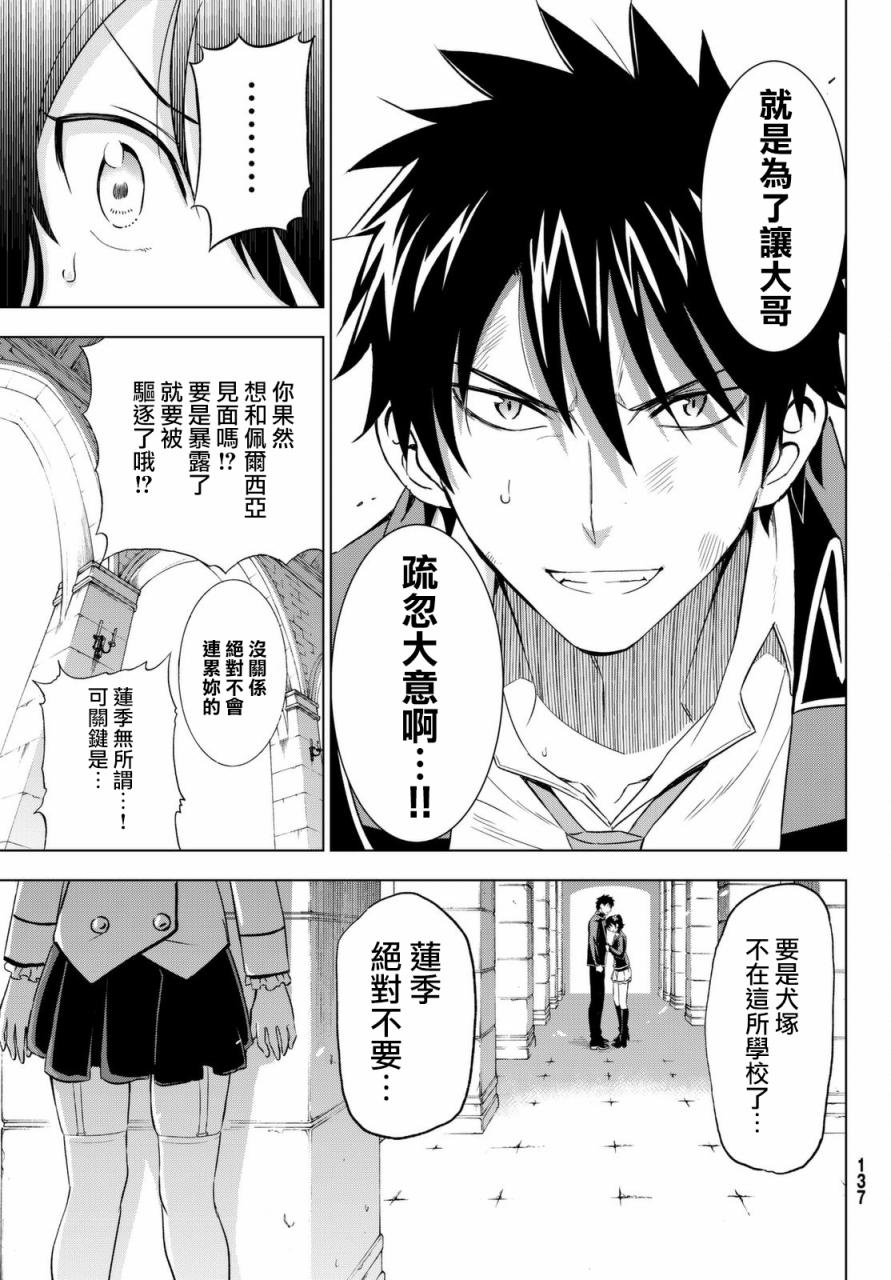 就是為了讓大哥
疏忽大意啊…!!
………
你果然
想和佩爾西亞
見面嗎!?
要是暴露了
就要被
驅逐了哦!?
沒關係
絕對不會
連累妳的
蓮季無所謂…！
可關鍵是…
要是犬塚
不在這所學校了…
蓮季
絕對不要…
137